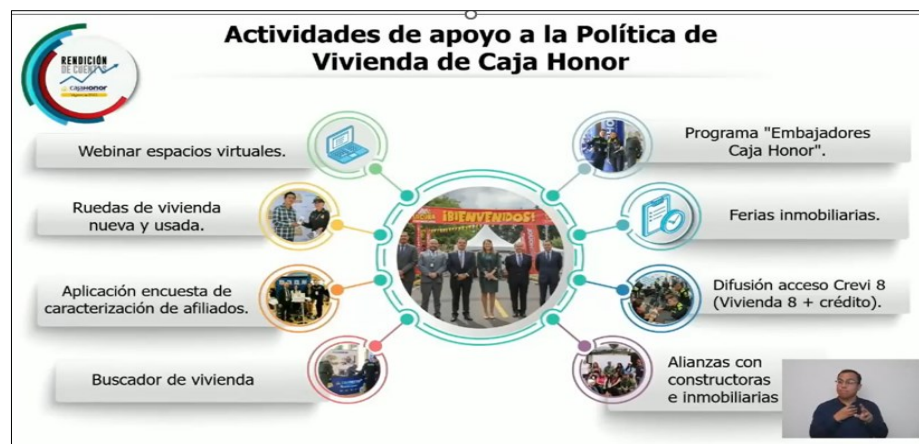 Actividades de apoyo a la Política de
Vivienda de Caja Honor
RENDICIÓN
DE CUENTAS
CAJAHONOR
Webinar espacios virtuales.
Ruedas de vivienda
nueva y usada.
Aplicación encuesta de
caracterización de afiliados.
Buscador de vivienda
¡BIENVENIDOS!
Programa "Embajadores
Caja Honor".
Ferias inmobiliarias.
Difusión acceso Crevi 8
(Vivienda 8 + crédito).
Alianzas con
constructoras
e inmobiliarias